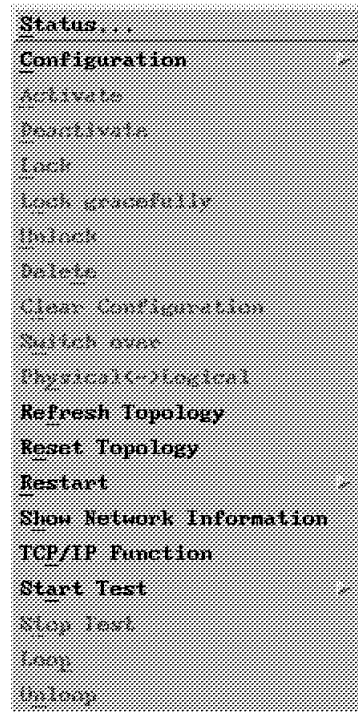 Status...
Configuration
Activate
Deactivate
Lock
Lock gracefully
Unlock
Delete
Clear Configuration
Switch over
Physical<->Logical
Refresh Topology
Reset Topology
Restart
Show Network Information
TCP/IP Function
Start Test
Stop Test
Loop
Unloop